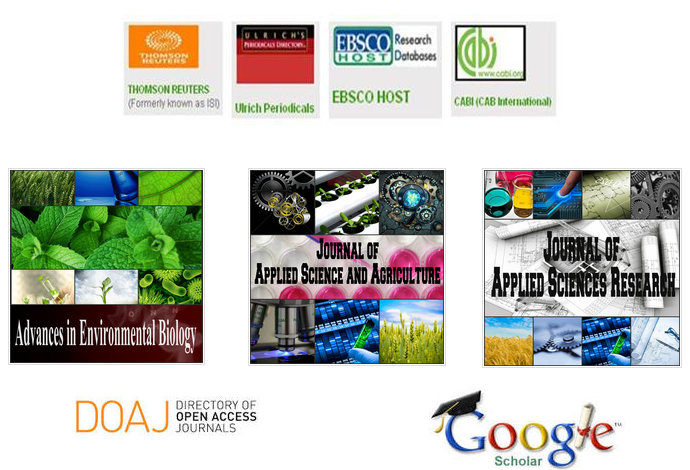 THOMSON
REUTERS
THOMSON REUTERS
(Formerly known as ISI)
ULRICH'S
PERIODICALS DIRECTORY™
Ulrich Periodicals
EBSCO
HOST
Research
Databases
EBSCO HOST
Cabi
www.cabi.org
CABI (CAB International)
Advances in Environmental Biology
JOURNAL OF
APPLIED SCIENCE AND AGRICULTURE
JOURNAL OF
APPLIED SCIENCES RESEARCH
DOAJ
DIRECTORY OF
OPEN ACCESS
JOURNALS
Google™
Scholar